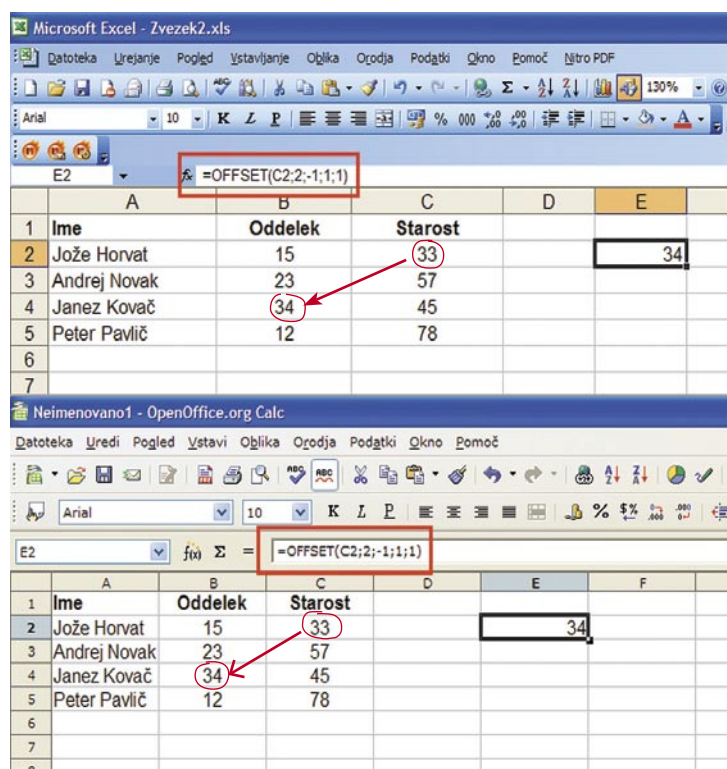 Microsoft Excel - Zvezek2.xls
Datoteka Urejanje Pogled Vstavljanje Oblika Orodja Podatki Okno Pomoč Nitro PDF
130%
Arial 10 K L P % 000
E2 fx =OFFSET(C2;2;-1;1;1)
A B C D E
1 Ime Oddelek Starost
2 Jože Horvat 15 33 34
3 Andrej Novak 23 57
4 Janez Kovač 34 45
5 Peter Pavlič 12 78
6
7
Neimenovano1 - OpenOffice.org Calc
Datoteka Uredi Pogled Vstavi Oblika Orodja Podatki Okno Pomoč
ABC ABC
Arial 10 K L P % $%
E2 f(x) Σ = =OFFSET(C2;2;-1;1;1)
A B C D E F
1 Ime Oddelek Starost
2 Jože Horvat 15 33 34
3 Andrej Novak 23 57
4 Janez Kovač 34 45
5 Peter Pavlič 12 78
6
7